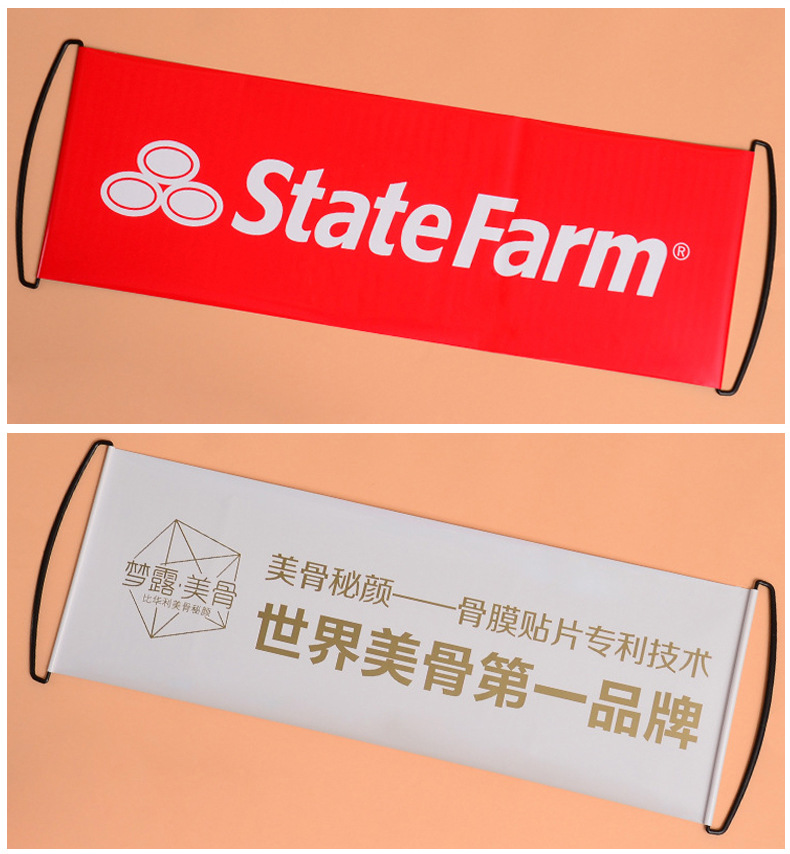 StateFarm®
梦露·美骨
比华利美骨秘颜
美骨秘颜——骨膜贴片专利技术
世界美骨第一品牌